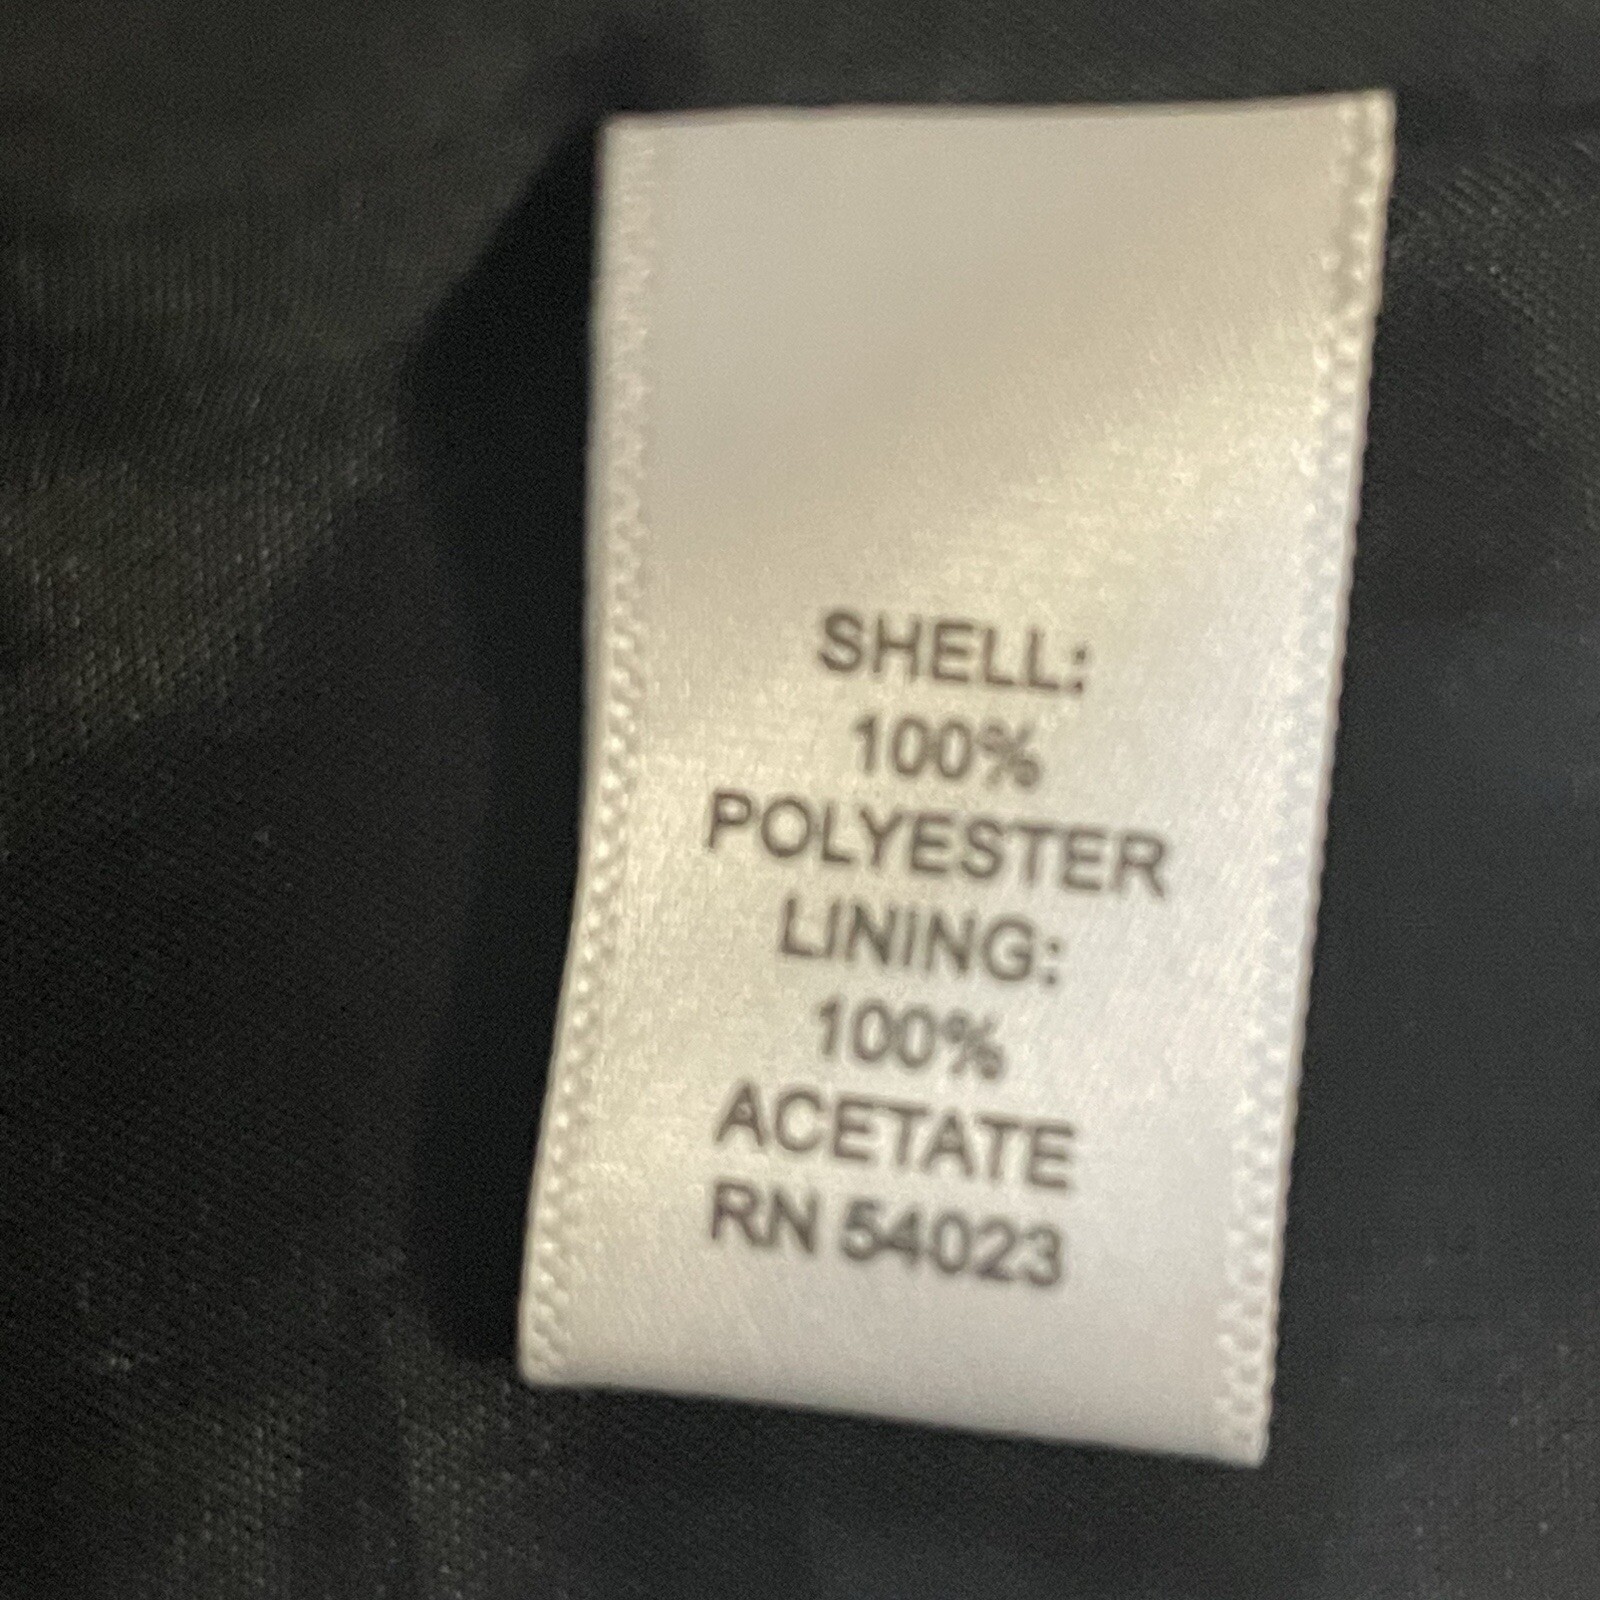 SHELL:
100%
POLYESTER
LINING:
100%
ACETATE
RN 54023